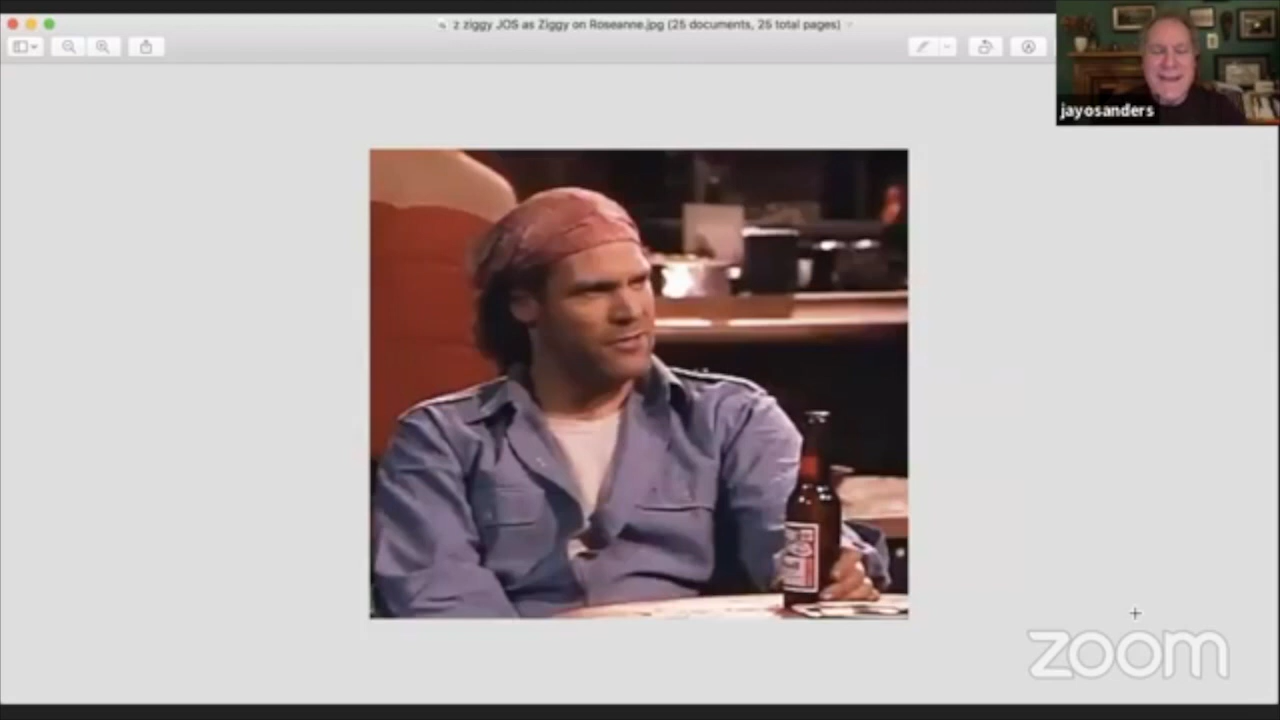 z ziggy JOS as Ziggy on Roseanne.jpg (25 documents, 25 total pages)
jayosanders
zoom